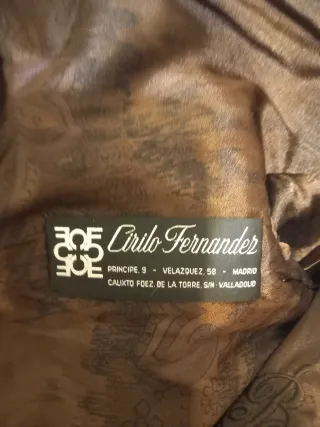 Cirilo Fernandez
PRINCIPE, 9 - VELAZQUEZ, 58 - MADRID
CALIXTO FDEZ. DE LA TORRE, S/N - VALLADOLID